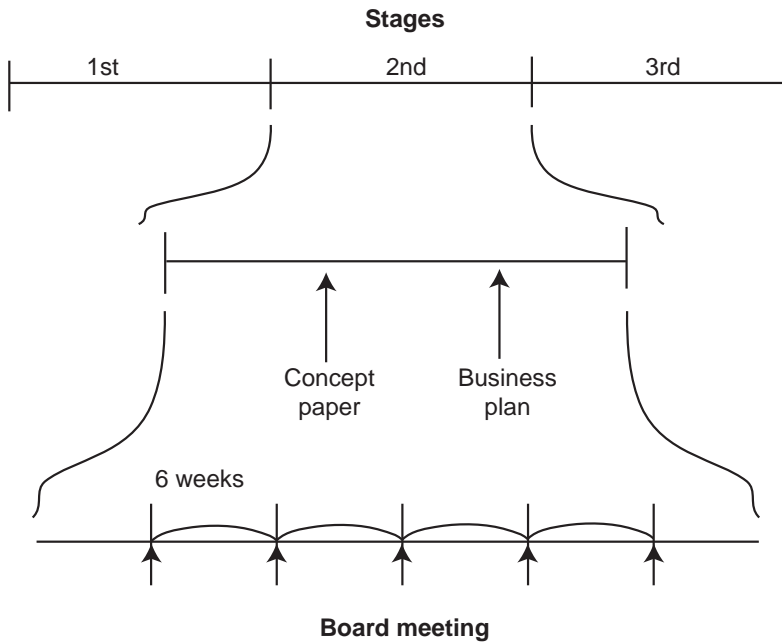 Stages
1st 2nd 3rd
Concept
paper
Business
plan
6 weeks
Board meeting